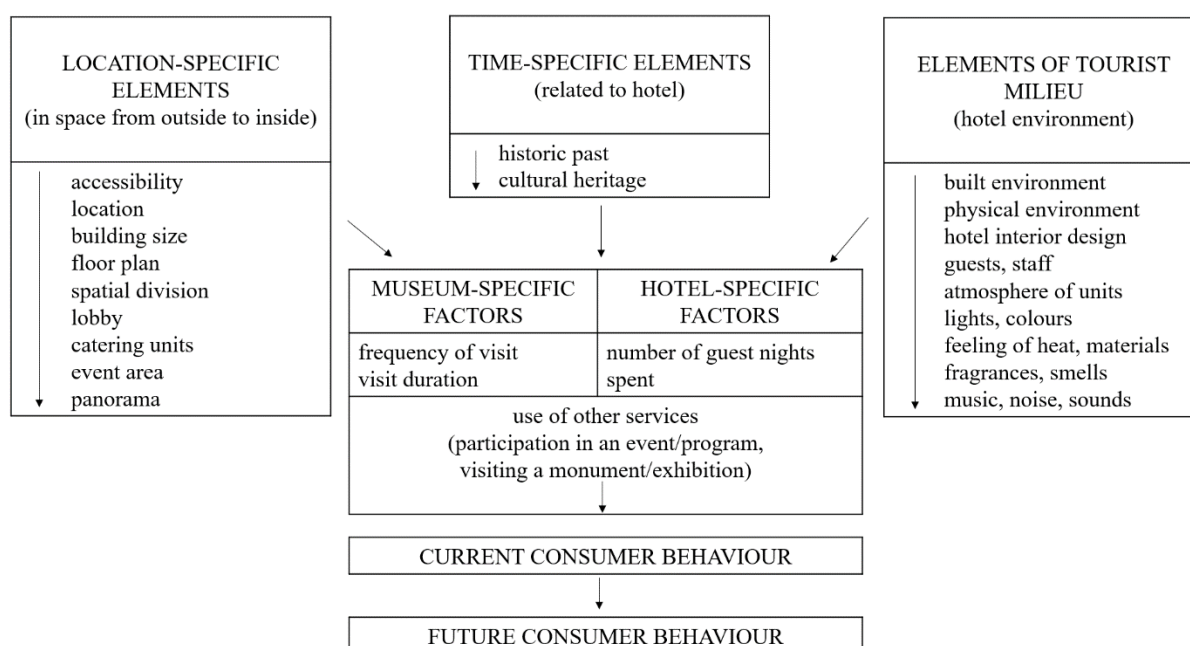 LOCATION-SPECIFIC
ELEMENTS
(in space from outside to inside)
accessibility
location
building size
floor plan
spatial division
lobby
catering units
event area
panorama
TIME-SPECIFIC ELEMENTS
(related to hotel)
historic past
cultural heritage
ELEMENTS OF TOURIST
MILIEU
(hotel environment)
built environment
physical environment
hotel interior design
guests, staff
atmosphere of units
lights, colours
feeling of heat, materials
fragrances, smells
music, noise, sounds
MUSEUM-SPECIFIC
FACTORS
frequency of visit
visit duration
HOTEL-SPECIFIC
FACTORS
number of guest nights
spent
use of other services
(participation in an event/program,
visiting a monument/exhibition)
CURRENT CONSUMER BEHAVIOUR
FUTURE CONSUMER BEHAVIOUR